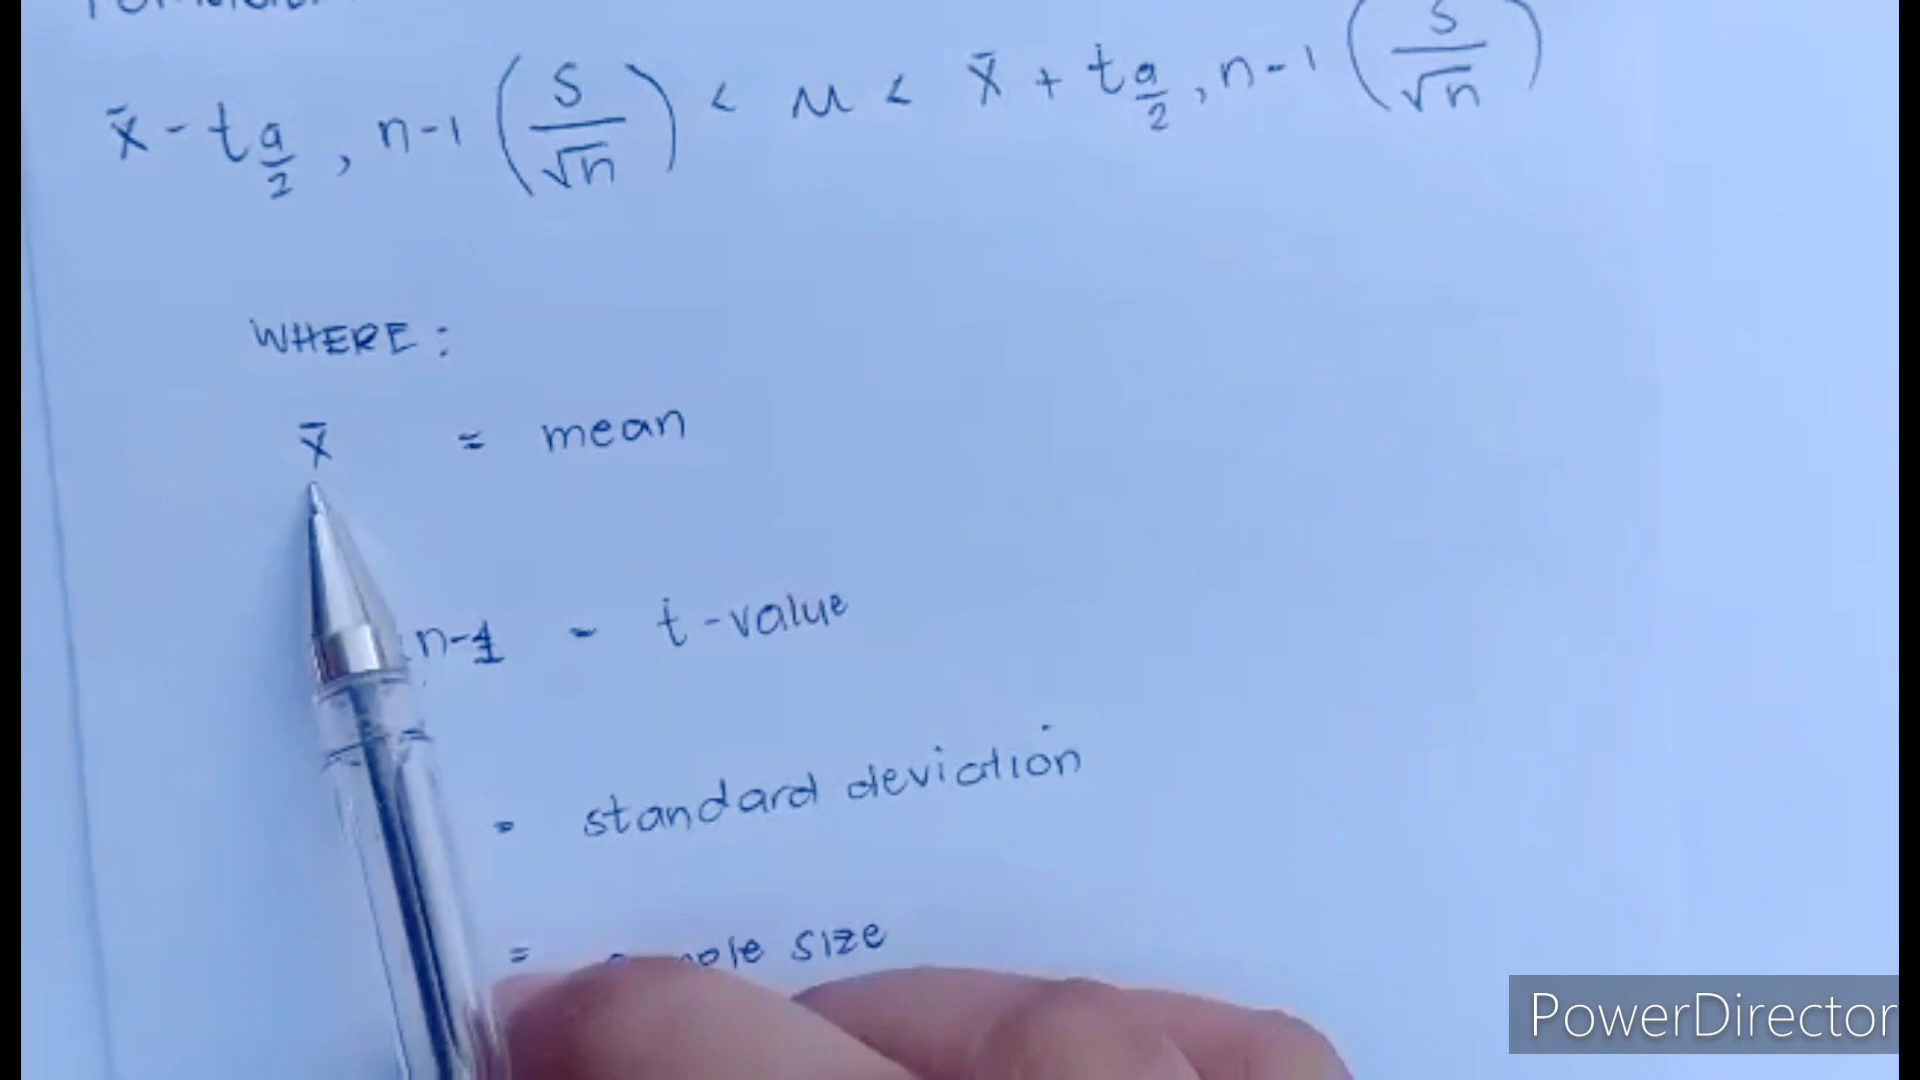 x̄ - t a/2 , n-1 (s/√n) < μ < x̄ + t a/2 , n-1 (s/√n)
WHERE :
x̄ = mean
n-1 - t-value
= standard deviation
= size
PowerDirector